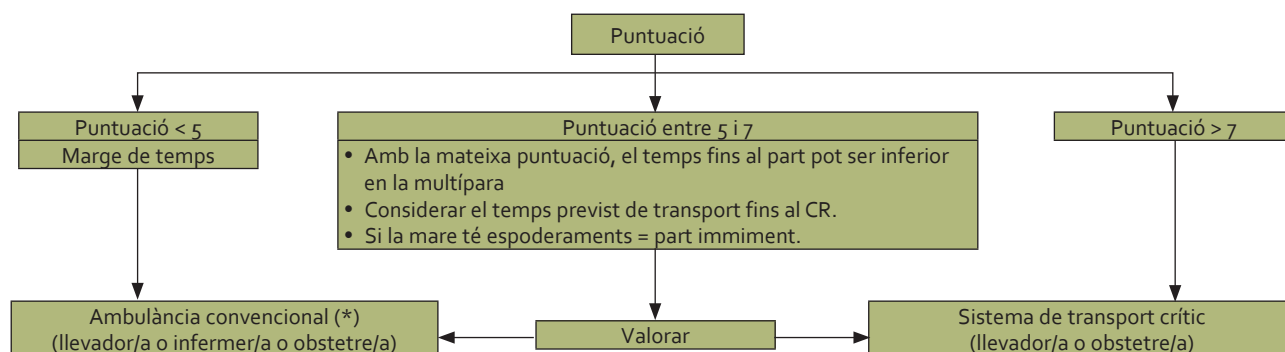 Puntuació
Puntuació < 5
Marge de temps
Puntuació entre 5 i 7
• Amb la mateixa puntuació, el temps fins al part pot ser inferior
en la multípara
• Considerar el temps previst de transport fins al CR.
• Si la mare té espoderaments = part immiment.
Puntuació > 7
Ambulància convencional (*)
(llevador/a o infermer/a o obstetre/a)
Valorar
Sistema de transport crític
(llevador/a o obstetre/a)